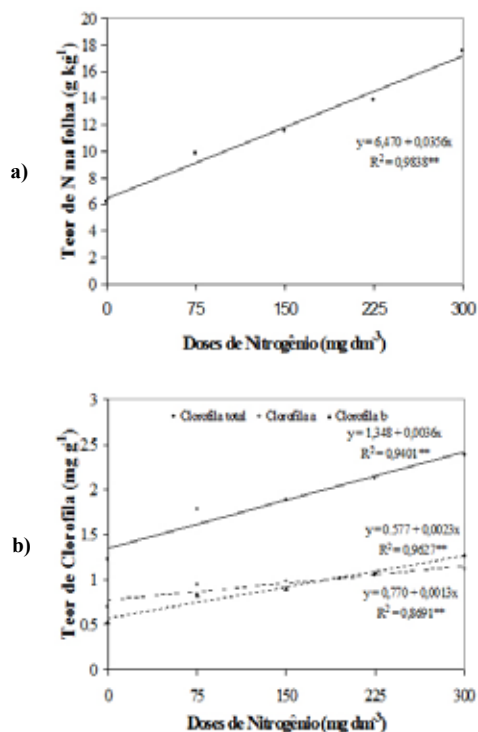 a)
Teor de N na folha (g kg¹)
20
18
16
14
12
10
8
6
4
2
0
y = 6,470 + 0,0356x
R² = 0,9838**
0 75 150 225 300
Doses de Nitrogênio (mg dm⁻³)
b)
Teor de Clorofila (mg g¹)
3
2.5
2
1.5
1
0.5
0
Clorofila total Clorofila a Clorofila b
y = 1,348 + 0,0036x
R² = 0,9401**
y = 0.577 + 0,0023x
R² = 0,9627**
y = 0,770 + 0,0013x
R² = 0,8691**
0 75 150 225 300
Doses de Nitrogênio (mg dm⁻³)